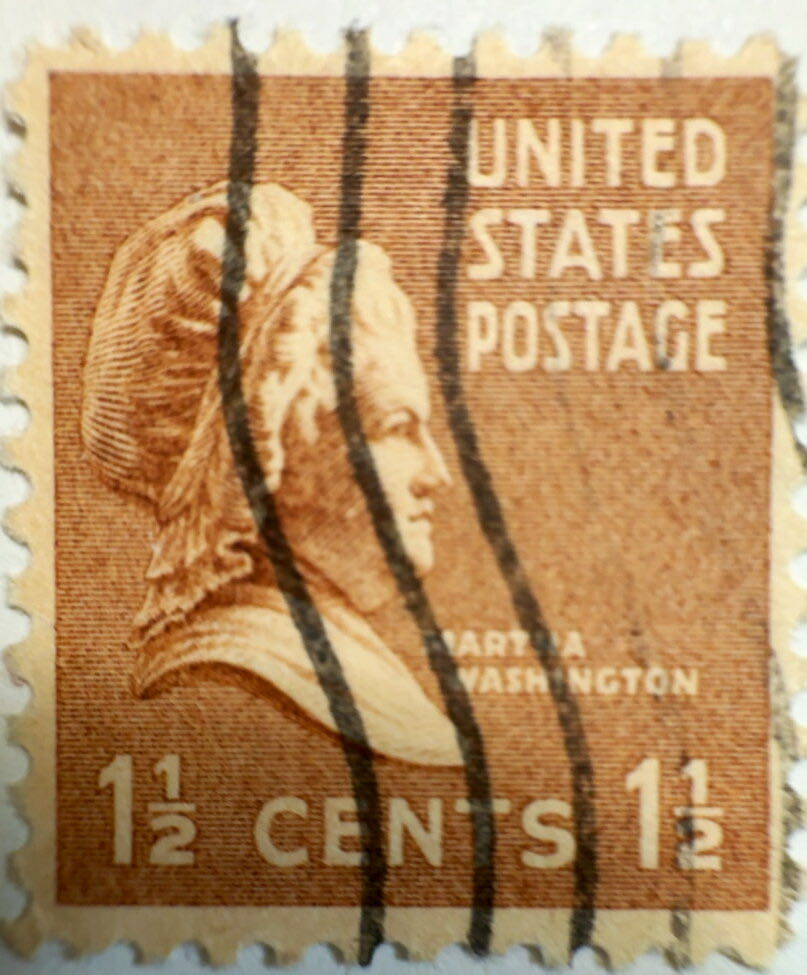 UNITED
STATES
POSTAGE
MARTHA
WASHINGTON
1½ CENTS 1½